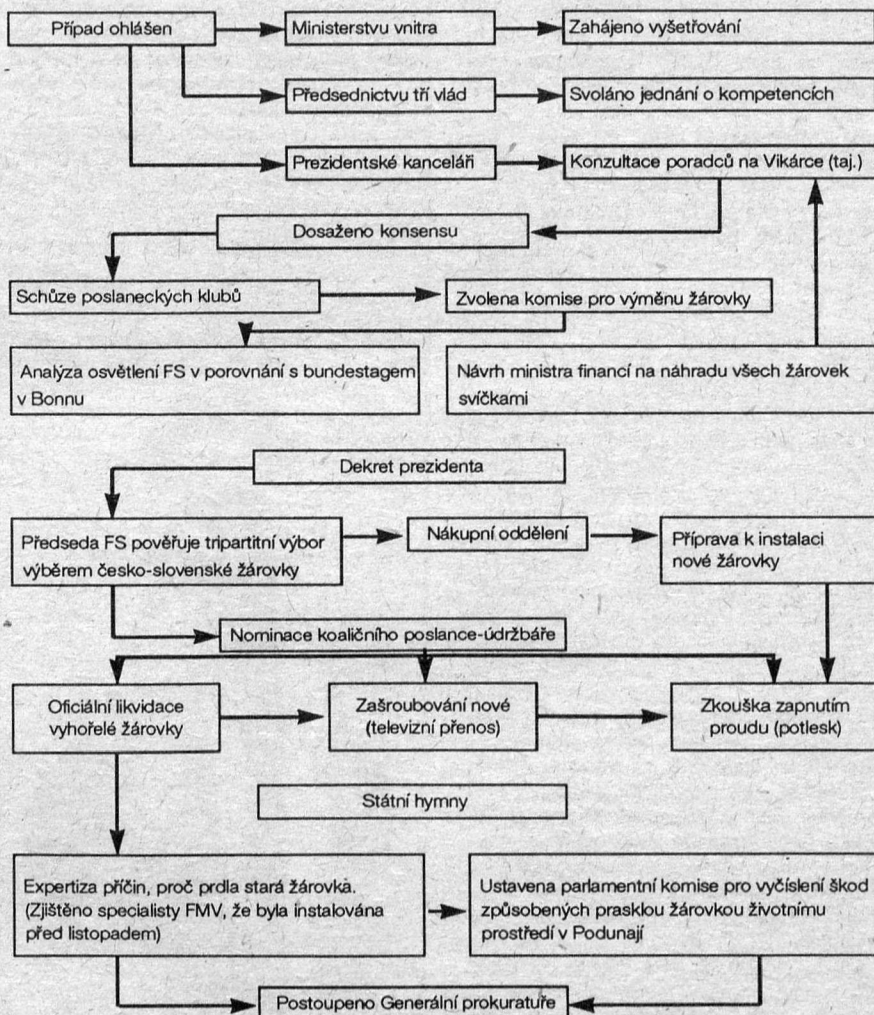 Případ ohlášen
Ministerstvu vnitra
Zahájeno vyšetřování
Předsednictvu tří vlád
Svoláno jednání o kompetencích
Prezidentské kanceláři
Konzultace poradců na Vikárce (taj.)
Dosaženo konsensu
Schůze poslaneckých klubů
Zvolena komise pro výměnu žárovky
Analýza osvětlení FS v porovnání s bundestagem
v Bonnu
Návrh ministra financí na náhradu všech žárovek
svíčkami
Dekret prezidenta
Předseda FS pověřuje tripartitní výbor
výběrem česko-slovenské žárovky
Nákupní oddělení
Příprava k instalaci
nové žárovky
Nominace koaličního poslance-údržbáře
Oficiální likvidace
vyhořelé žárovky
Zašroubování nové
(televizní přenos)
Zkouška zapnutím
proudu (potlesk)
Státní hymny
Expertiza příčin, proč prdla stará žárovka.
(Zjištěno specialisty FMV, že byla instalována
před listopadem)
Ustavena parlamentní komise pro vyčíslení škod
způsobených prasklou žárovkou životnímu
prostředí v Podunají
Postoupeno Generální prokuratuře